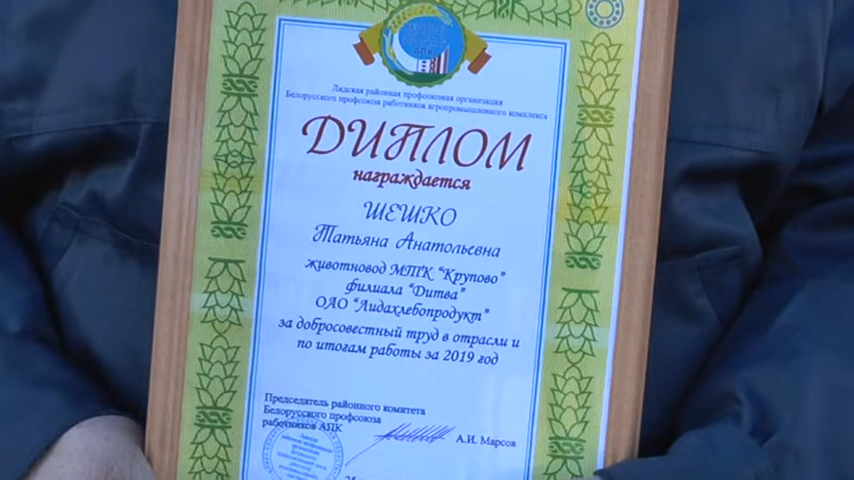 Лидская районная профсоюзная организация
Белорусского профсоюза работников агропромышленного комплекса
ДИПЛОМ
награждается
ШЕШКО
Татьяна Анатольевна
животновод МТК "Крупово"
филиала "Дитва"
ОАО "Лидахлебопродукт"
за добросовестный труд в отрасли и
по итогам работы за 2019 год
Председатель районного комитета
Белорусского профсоюза
работников АПК
А.И. Марсов